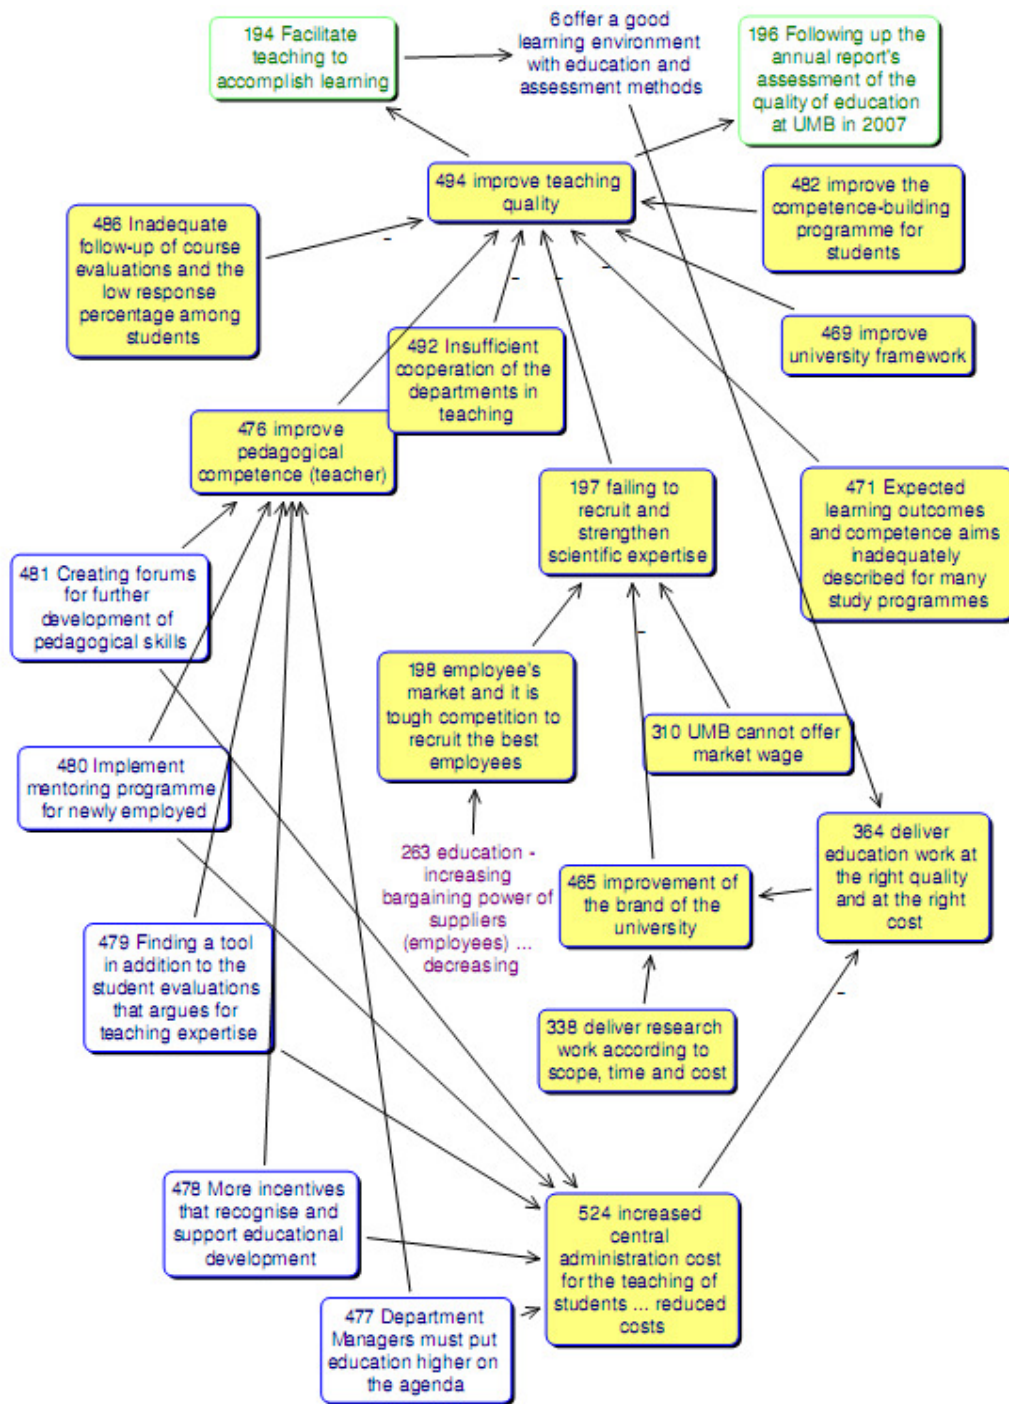 194 Facilitate
teaching to
accomplish learning
6 offer a good
learning environment
with education and
assessment methods
196 Following up the
annual report's
assessment of the
quality of education
at UMB in 2007
494 improve teaching
quality
482 improve the
competence-building
programme for
students
486 Inadequate
follow-up of course
evaluations and the
low response
percentage among
students
-
-
-
-
469 improve
university framework
492 Insufficient
cooperation of the
departments in
teaching
476 improve
pedagogical
competence (teacher)
197 failing to
recruit and
strengthen
scientific expertise
471 Expected
learning outcomes
and competence aims
inadequately
described for many
study programmes
481 Creating forums
for further
development of
pedagogical skills
-
198 employee's
market and it is
tough competition to
recruit the best
employees
310 UMB cannot offer
market wage
480 Implement
mentoring programme
for newly employed
364 deliver
education work at
the right quality
and at the right
cost
263 education -
increasing
bargaining power of
suppliers
(employees) ...
decreasing
465 improvement of
the brand of the
university
479 Finding a tool
in addition to the
student evaluations
that argues for
teaching expertise
-
338 deliver research
work according to
scope, time and cost
478 More incentives
that recognise and
support educational
development
524 increased
central
administration cost
for the teaching of
students ... reduced
costs
477 Department
Managers must put
education higher on
the agenda